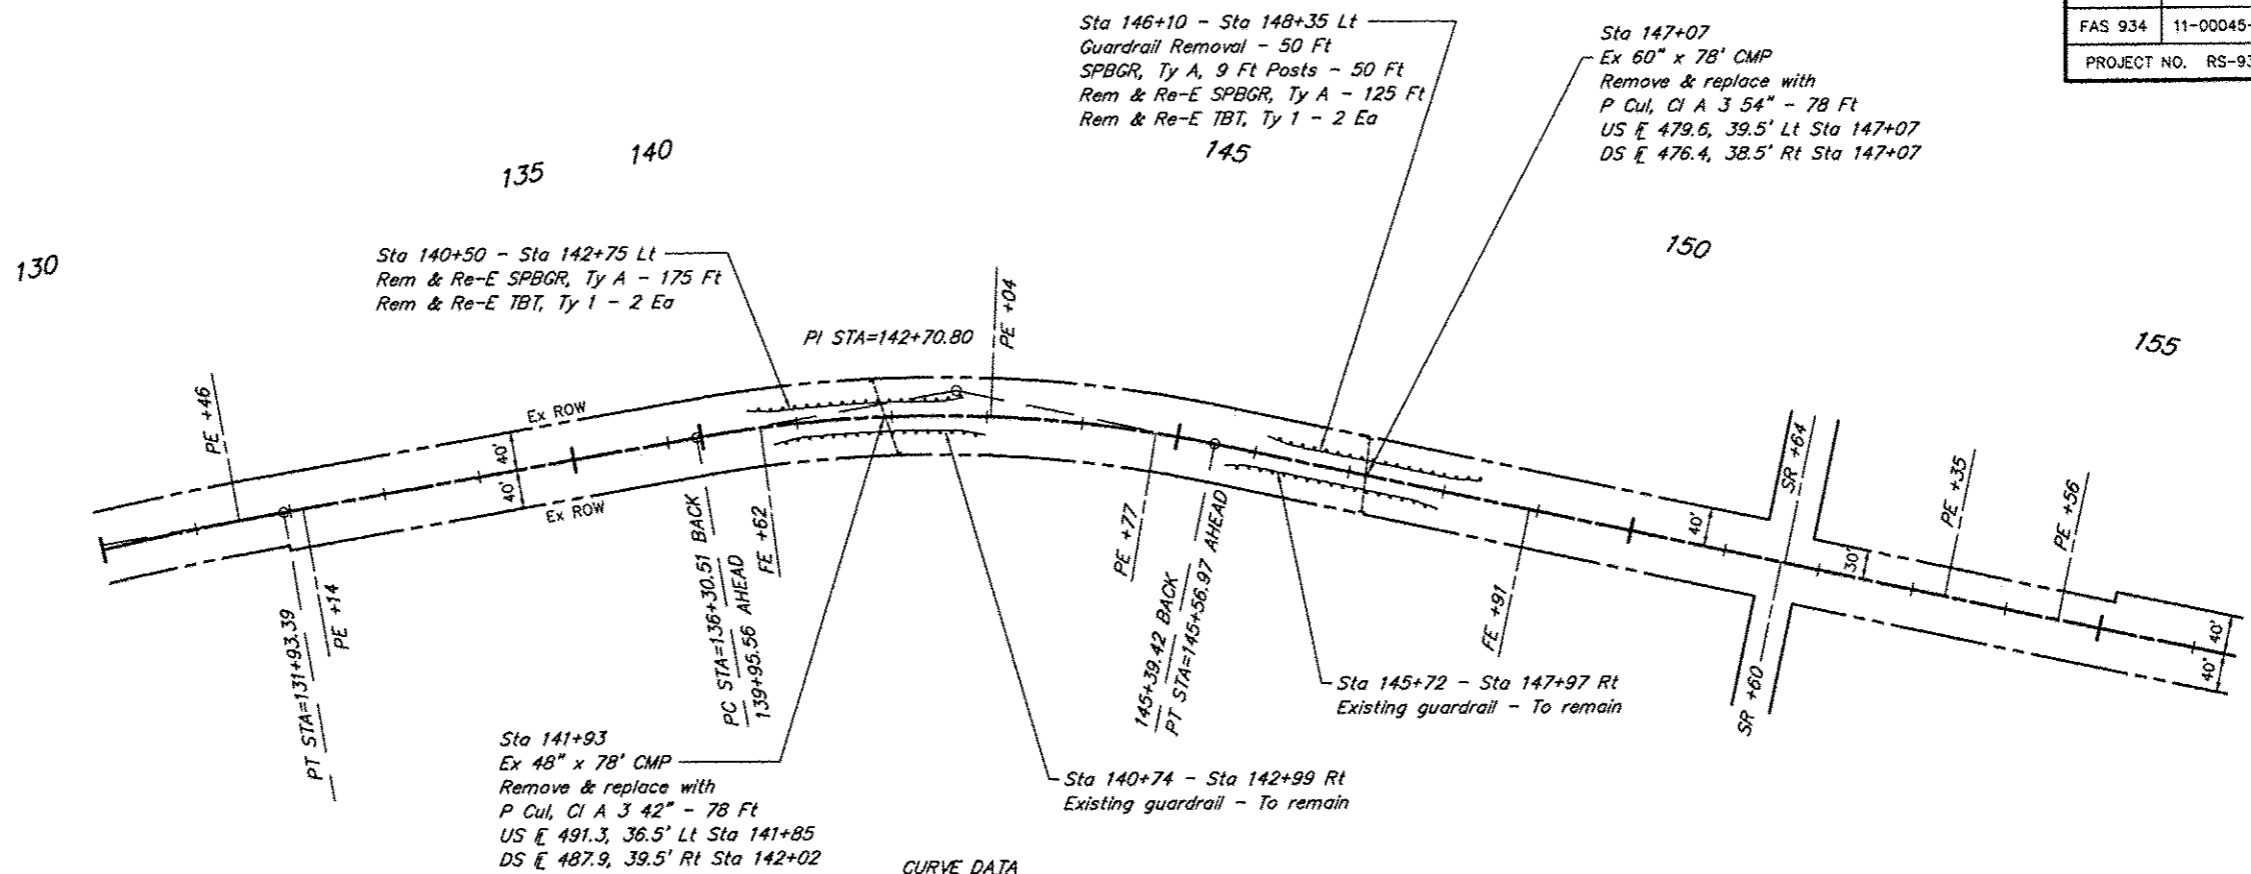 FAS 934 11-00045-
PROJECT NO. RS-93
Sta 146+10 - Sta 148+35 Lt
Guardrail Removal - 50 Ft
SPBGR, Ty A, 9 Ft Posts - 50 Ft
Rem & Re-E SPBGR, Ty A - 125 Ft
Rem & Re-E TBT, Ty 1 - 2 Ea
Sta 147+07
Ex 60" x 78' CMP
Remove & replace with
P Cul, Cl A 3 54" - 78 Ft
US FL 479.6, 39.5' Lt Sta 147+07
DS FL 476.4, 38.5' Rt Sta 147+07
130
135
140
145
150
155
Sta 140+50 - Sta 142+75 Lt
Rem & Re-E SPBGR, Ty A - 175 Ft
Rem & Re-E TBT, Ty 1 - 2 Ea
PI STA=142+70.80
PE +04
PE +46
Ex ROW
40'
40'
Ex ROW
PT STA=131+93.39
PE +14
PC STA=136+30.51 BACK
139+95.56 AHEAD
FE +62
PE +77
145+39.42 BACK
PT STA=145+56.97 AHEAD
FE +91
40'
SR +64
SR +60
30'
PE +35
PE +56
40'
40'
Sta 145+72 - Sta 147+97 Rt
Existing guardrail - To remain
Sta 140+74 - Sta 142+99 Rt
Existing guardrail - To remain
Sta 141+93
Ex 48" x 78' CMP
Remove & replace with
P Cul, Cl A 3 42" - 78 Ft
US FL 491.3, 36.5' Lt Sta 141+85
DS FL 487.9, 39.5' Rt Sta 142+02
CURVE DATA